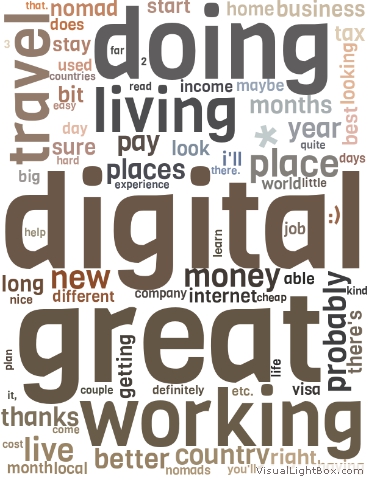 that. nomad start home business
does
3 stay far doing tax
used 2
countries read income maybe looking
travel bit living months best
easy
day * year
sure pay look quite
hard i'll place days
big places there.
experience world little
digital
help learn job :)
long new money able
nice different company internet cheap kind
great probably there's
plan getting life
couple definitely etc. visa
it,
thanks working
come
cost live better country right
month local nomads you'll
VisualLightBox.com